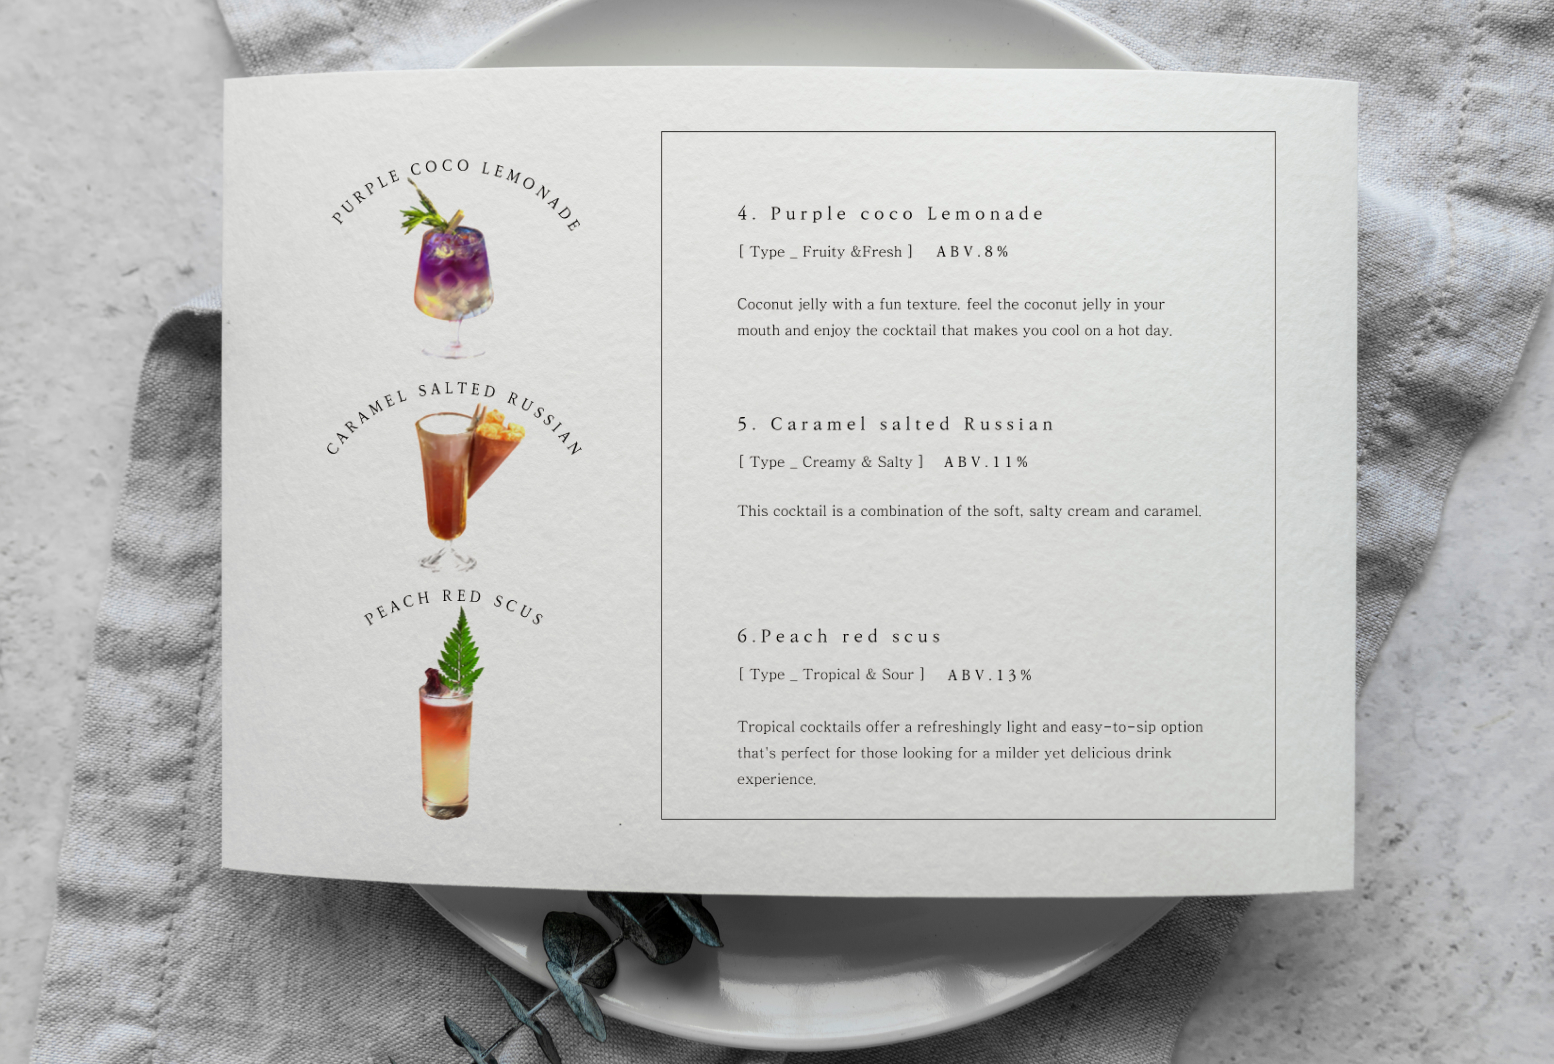 PURPLE COCO LEMONADE
CARAMEL SALTED RUSSIAN
PEACH RED SCUS
4. Purple coco Lemonade
[ Type _ Fruity &Fresh ] ABV.8%
Coconut jelly with a fun texture. feel the coconut jelly in your
mouth and enjoy the cocktail that makes you cool on a hot day.
5. Caramel salted Russian
[ Type _ Creamy & Salty ] ABV.11%
This cocktail is a combination of the soft, salty cream and caramel.
6.Peach red scus
[ Type _ Tropical & Sour ] ABV.13%
Tropical cocktails offer a refreshingly light and easy-to-sip option
that's perfect for those looking for a milder yet delicious drink
experience.